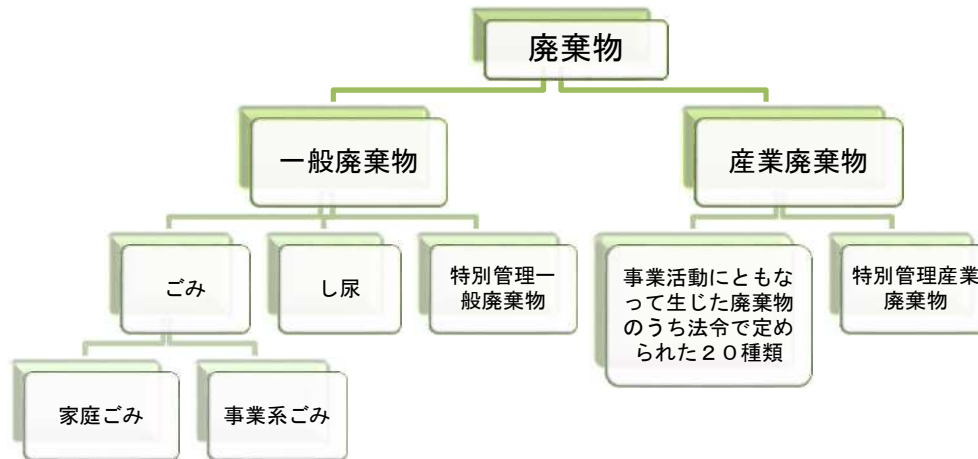 廃棄物
一般廃棄物
産業廃棄物
ごみ
し尿
特別管理一
般廃棄物
事業活動にともな
って生じた廃棄物
のうち法令で定め
られた２０種類
特別管理産業
廃棄物
家庭ごみ
事業系ごみ